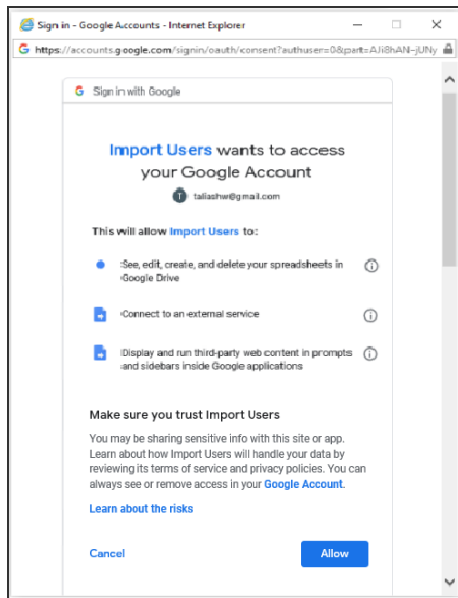 Sign in - Google Accounts - Internet Explorer
https://accounts.google.com/signin/oauth/consent?authuser=0&part=AJi8hAN-jUNy
Sign in with Google
Import Users wants to access
your Google Account
T taliashw@gmail.com
This will allow Import Users to:
See, edit, create, and delete your spreadsheets in
Google Drive
Connect to an external service
Display and run third-party web content in prompts
and sidebars inside Google applications
Make sure you trust Import Users
You may be sharing sensitive info with this site or app.
Learn about how Import Users will handle your data by
reviewing its terms of service and privacy policies. You can
always see or remove access in your Google Account.
Learn about the risks
Cancel
Allow